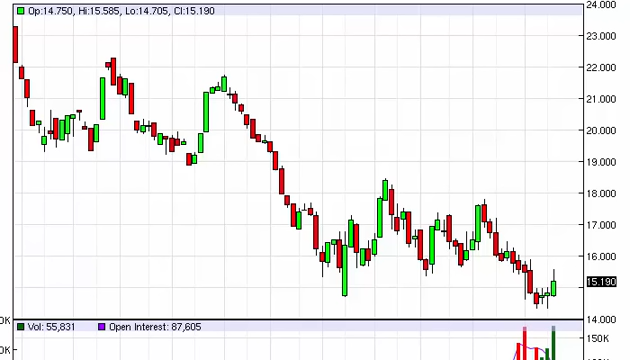 Op:14.750, Hi:15.585, Lo:14.705, Cl:15.190
24.000
23.000
22.000
21.000
20.000
19.000
18.000
17.000
16.000
15.190
14.000
0K
Vol: 55,831 Open Interest: 87,605
150K
0K